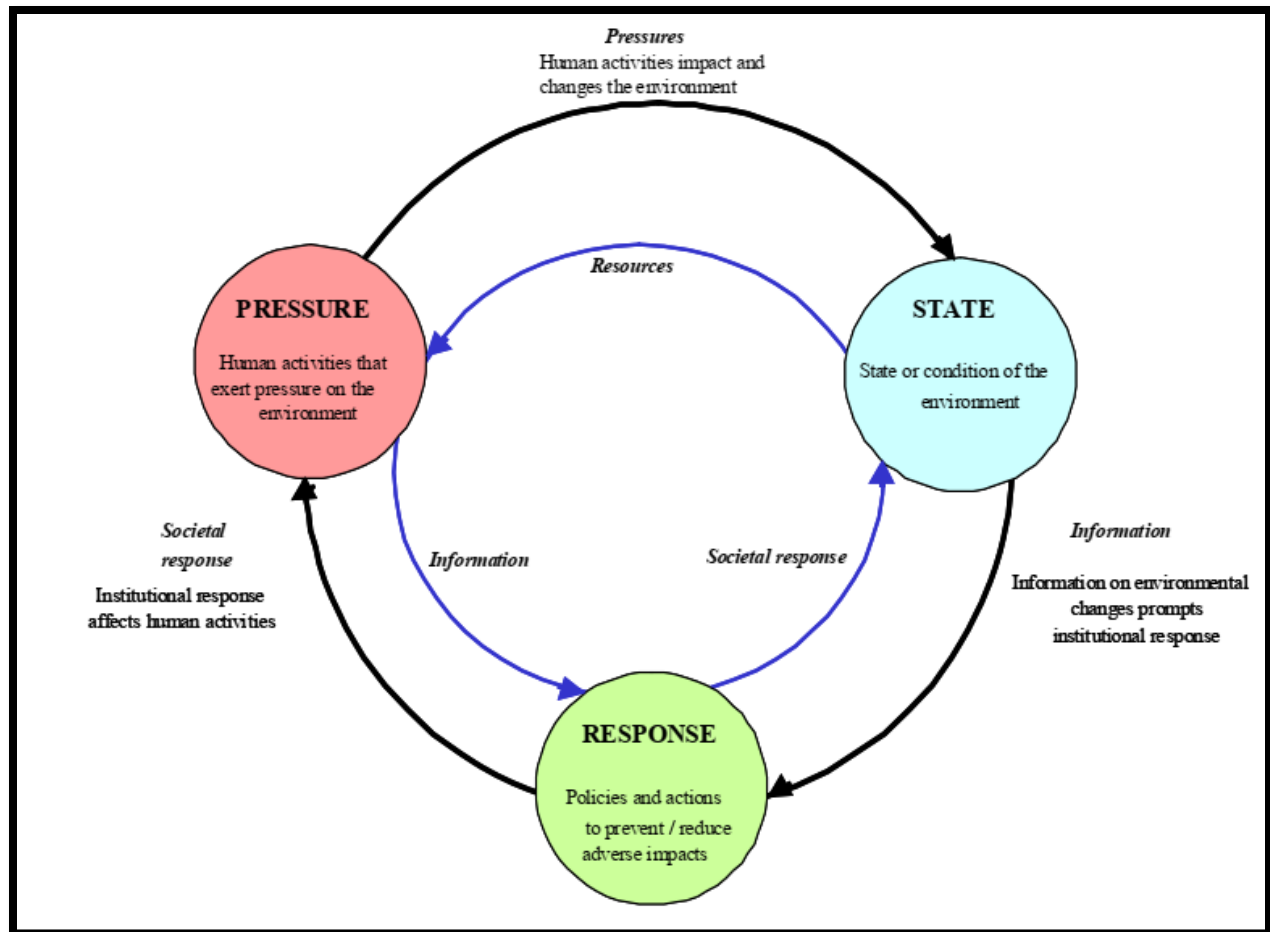 Pressures
Human activities impact and
changes the environment
Resources
PRESSURE
Human activities that
exert pressure on the
environment
STATE
State or condition of the
environment
Societal
response
Institutional response
affects human activities
Information
Societal response
Information
Information on environmental
changes prompts
institutional response
RESPONSE
Policies and actions
to prevent / reduce
adverse impacts